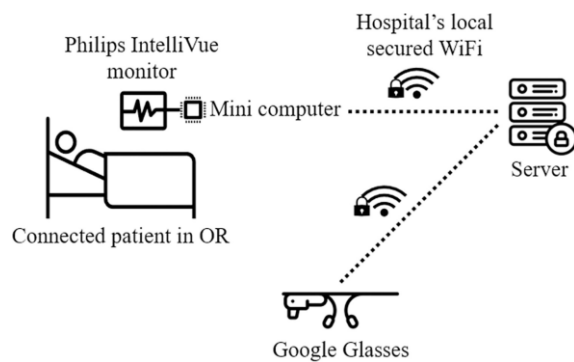 Philips IntelliVue
monitor
Hospital's local
secured WiFi
Mini computer
Server
Connected patient in OR
Google Glasses